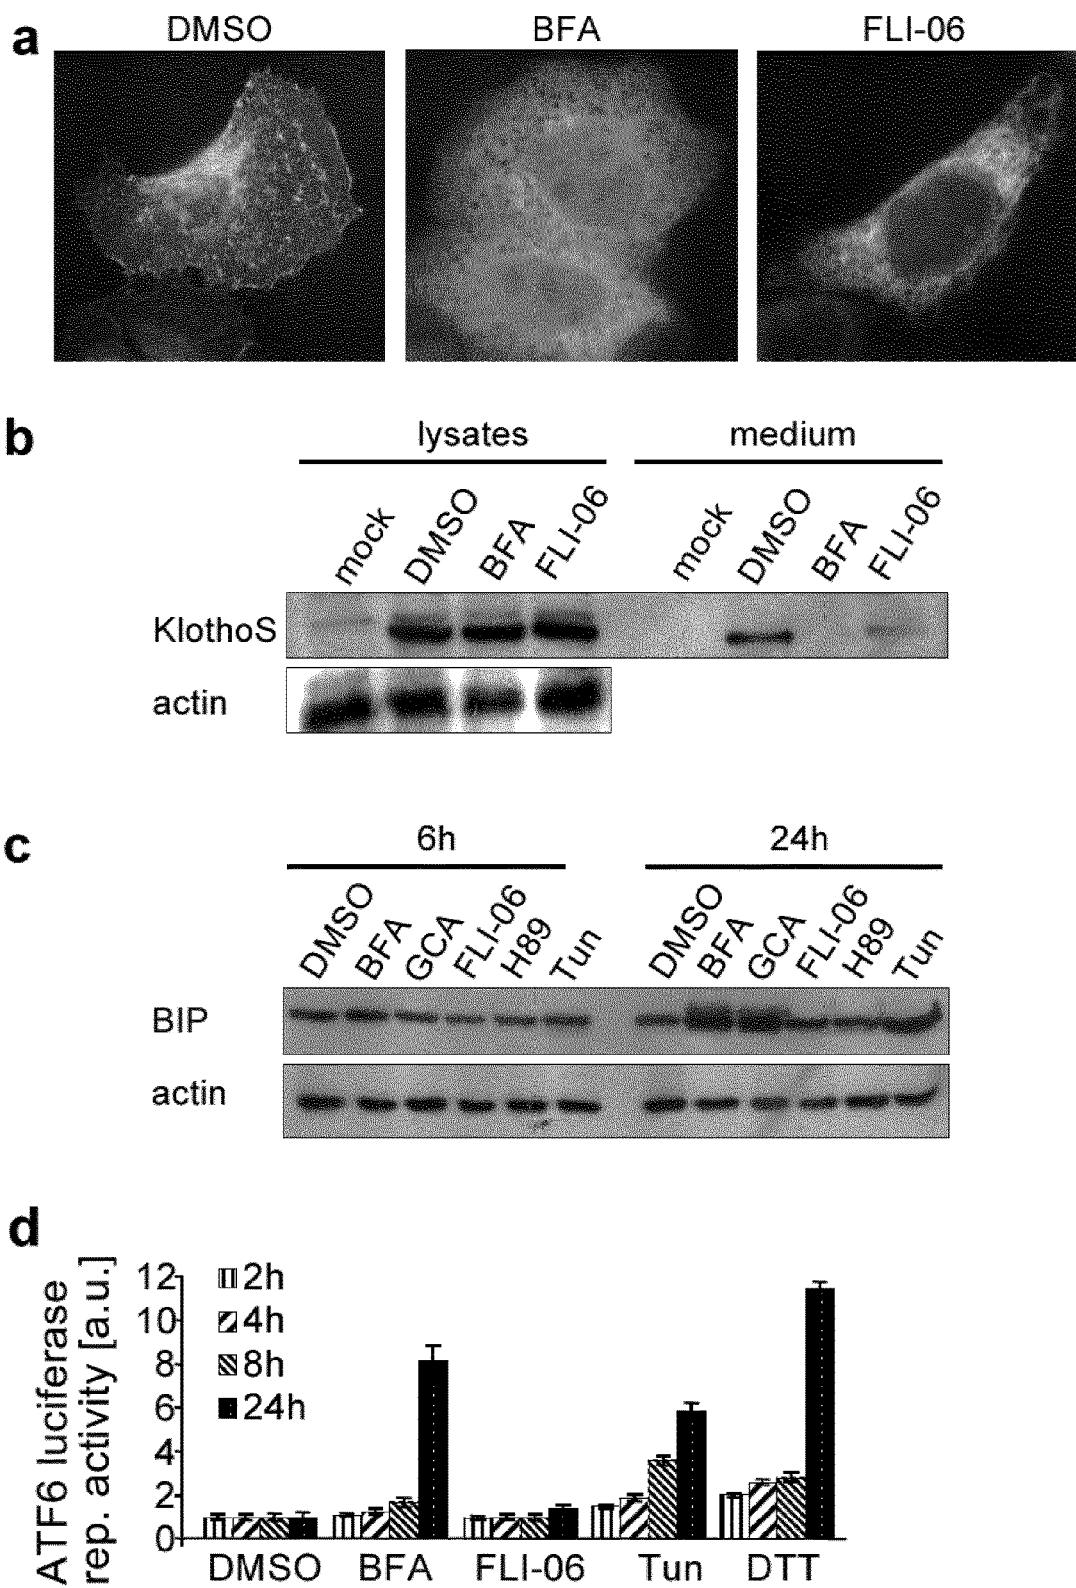 a
DMSO BFA FLI-06
b
lysates medium
mock DMSO BFA FLI-06 mock DMSO BFA FLI-06
KlothoS
actin
c
6h 24h
DMSO BFA GCA FLI-06 H89 Tun DMSO BFA GCA FLI-06 H89 Tun
BIP
actin
d
ATF6 luciferase
rep. activity [a.u.]
12
10
8
6
4
2
0
2h
4h
8h
24h
DMSO BFA FLI-06 Tun DTT